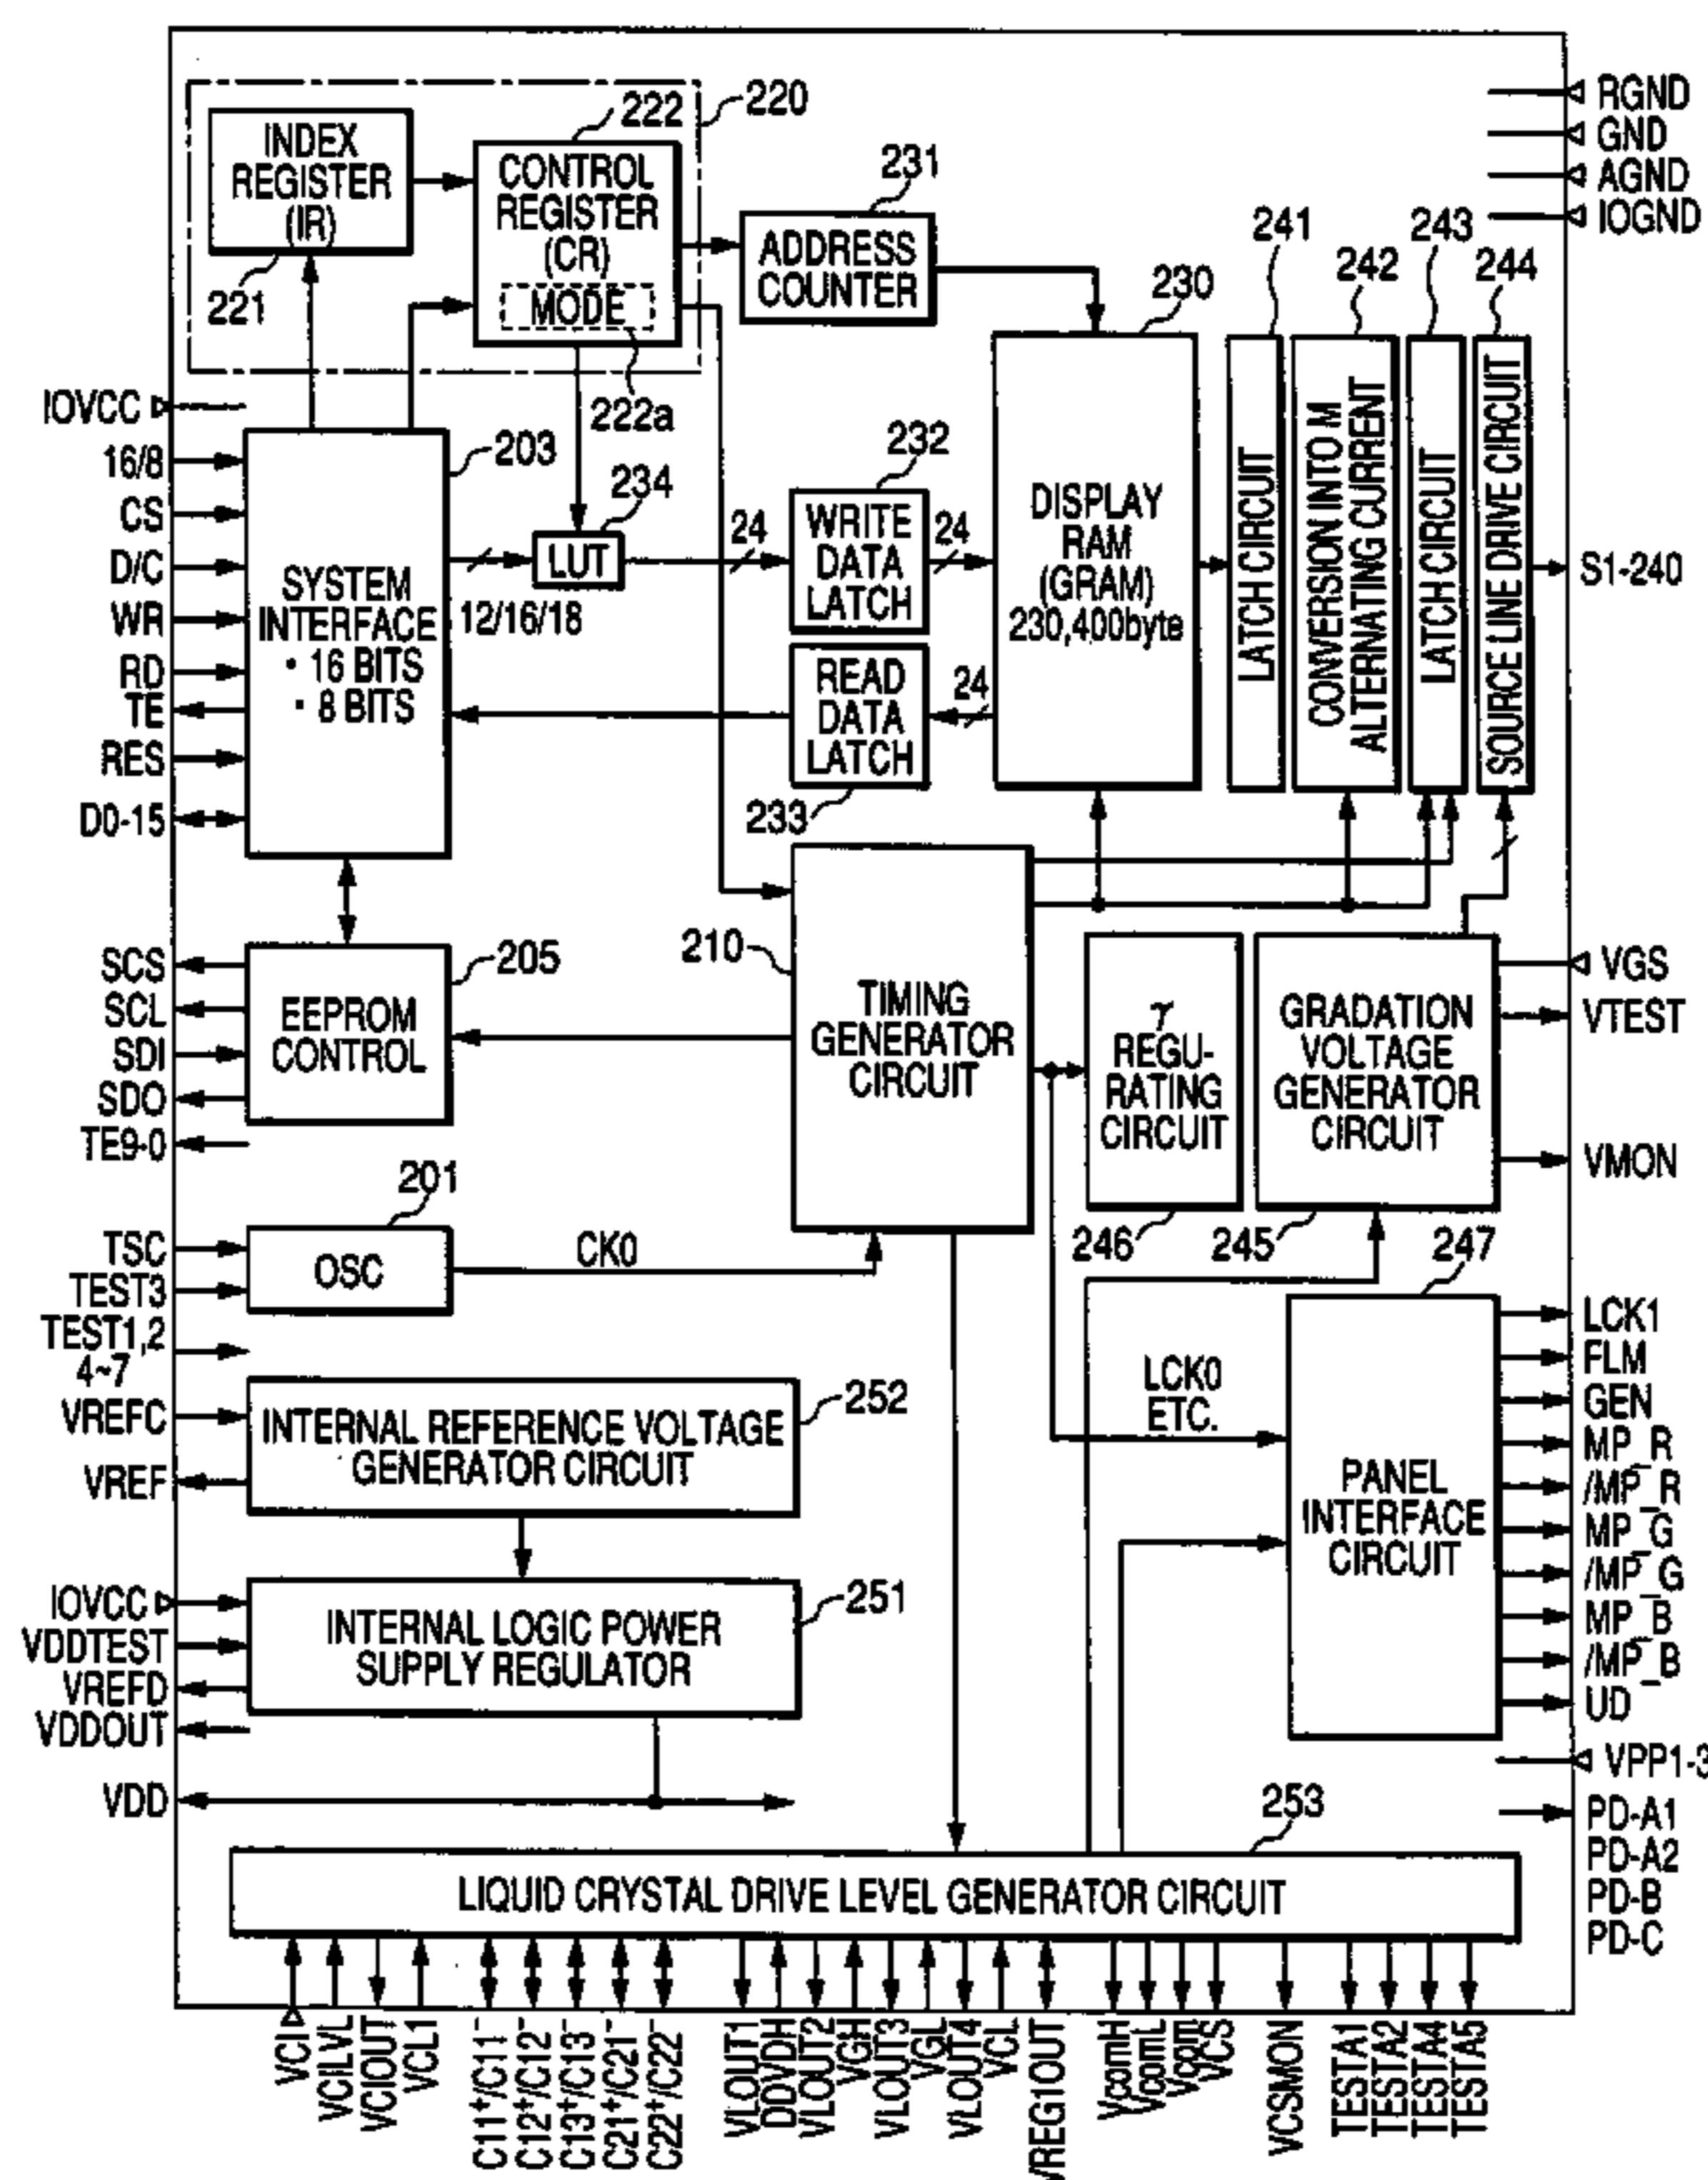 RGND
GND
AGND
IOGND
220
222
INDEX
REGISTER
(IR)
221
CONTROL
REGISTER
(CR)
MODE
222a
231
ADDRESS
COUNTER
230
DISPLAY
RAM
(GRAM)
230,400byte
241
LATCH CIRCUIT
242
CONVERSION INTO M
ALTERNATING CURRENT
243
LATCH CIRCUIT
244
SOURCE LINE DRIVE CIRCUIT
S1-240
IOVCC
16/8
CS
D/C
WR
RD
TE
RES
D0-15
203
SYSTEM
INTERFACE
• 16 BITS
• 8 BITS
12/16/18
234
LUT
24
232
WRITE
DATA
LATCH
24
READ
DATA
LATCH
24
233
SCS
SCL
SDI
SDO
TE9-0
205
EEPROM
CONTROL
210
TIMING
GENERATOR
CIRCUIT
γ
REGU-
RATING
CIRCUIT
246
GRADATION
VOLTAGE
GENERATOR
CIRCUIT
245
VGS
VTEST
VMON
201
TSC
TEST3
OSC
CK0
TEST1,2
4~7
247
PANEL
INTERFACE
CIRCUIT
LCK0
ETC.
LCK1
FLM
GEN
MP_R
/MP_R
MP_G
/MP_G
MP_B
/MP_B
UD
VPP1-3
PD-A1
PD-A2
PD-B
PD-C
VREFC
VREF
252
INTERNAL REFERENCE VOLTAGE
GENERATOR CIRCUIT
IOVCC
VDDTEST
VREFD
VDDOUT
VDD
251
INTERNAL LOGIC POWER
SUPPLY REGULATOR
253
LIQUID CRYSTAL DRIVE LEVEL GENERATOR CIRCUIT
VCI
VCILVL
VCIOUT
VCL1
C11+/C11-
C12+/C12-
C13+/C13-
C21+/C21-
C22+/C22-
VLOUT1
DDVDH
VLOUT2
VGH
VLOUT3
VGL
VLOUT4
VCL
VREG1OUT
VcomH
VcomL
Vcom
VCS
VCSMON
TESTA1
TESTA2
TESTA4
TESTA5